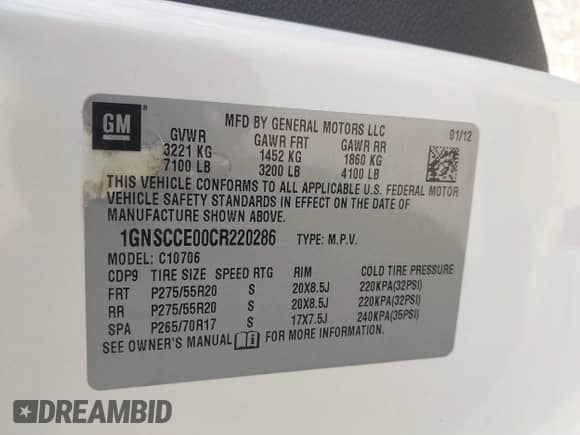 GM
®
MFD BY GENERAL MOTORS LLC 01/12
GVWR GAWR FRT GAWR RR
3221 KG 1452 KG 1860 KG
7100 LB 3200 LB 4100 LB
THIS VEHICLE CONFORMS TO ALL APPLICABLE U.S. FEDERAL MOTOR
VEHICLE SAFETY STANDARDS IN EFFECT ON THE DATE OF
MANUFACTURE SHOWN ABOVE.
1GNSCCE00CR220286 TYPE: M.P.V.
MODEL: C10706
CDP9 TIRE SIZE SPEED RTG RIM COLD TIRE PRESSURE
FRT P275/55R20 S 20X8.5J 220KPA(32PSI)
RR P275/55R20 S 20X8.5J 220KPA(32PSI)
SPA P265/70R17 S 17X7.5J 240KPA(35PSI)
SEE OWNER'S MANUAL FOR MORE INFORMATION.
DREAMBID